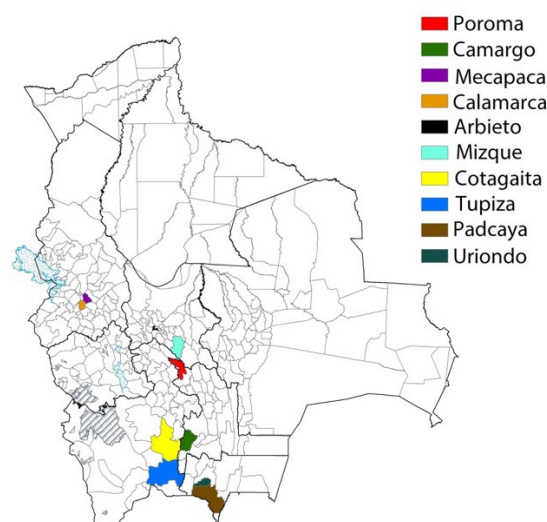 Poroma
Camargo
Mecapaca
Calamarca
Arbieto
Mizque
Cotagaita
Tupiza
Padcaya
Uriondo